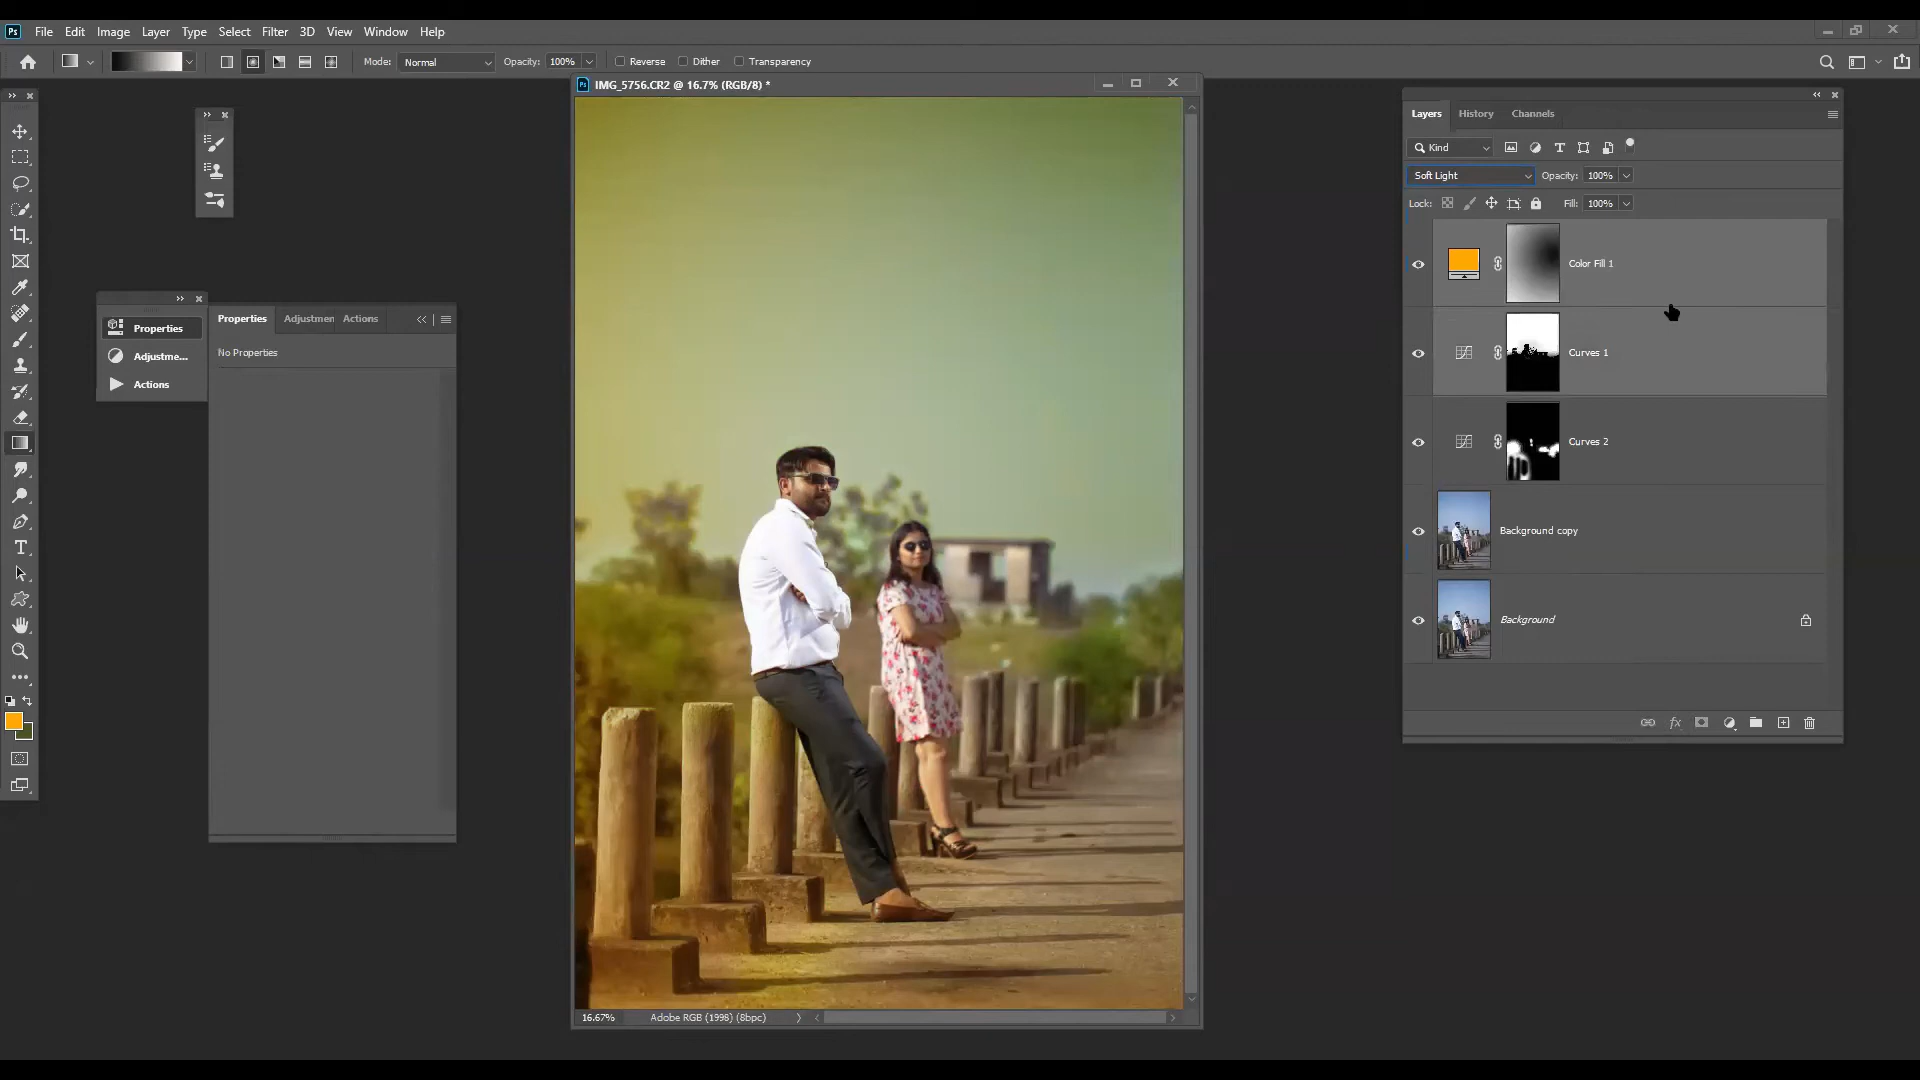 Ps File Edit Image Layer Type Select Filter 3D View Window Help
Mode: Normal Opacity: 100% Reverse Dither Transparency
Ps IMG_5756.CR2 @ 16.7% (RGB/8) *
Layers History Channels
Kind
Soft Light Opacity: 100%
Lock: Fill: 100%
Color Fill 1
Properties
Adjustme...
Actions
Properties Adjustmen Actions
No Properties
Curves 1
Curves 2
Background copy
Background
fx
16.67% Adobe RGB (1998) (8bpc)